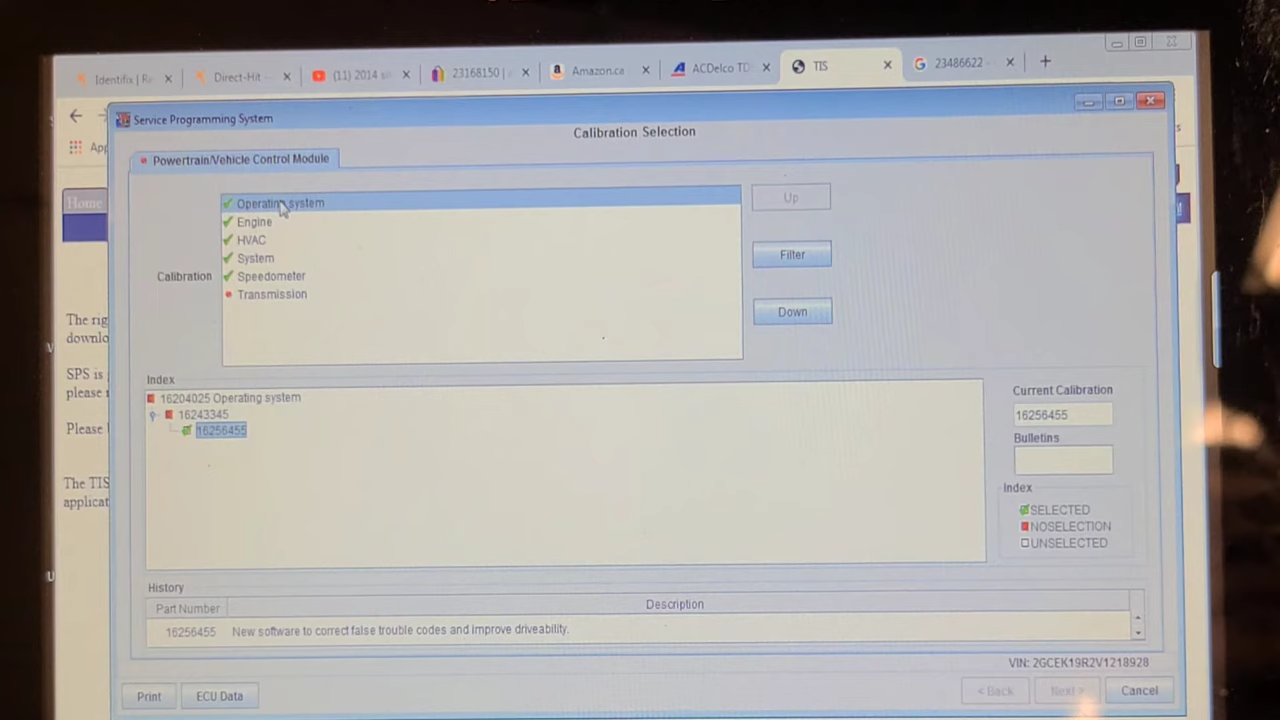 Identifix | Re
Direct-Hit
(11) 2014 s
23168150 |
Amazon.ca
ACDelco TD
TIS
23486622 -
Service Programming System
Calibration Selection
Powertrain/Vehicle Control Module
Home
Calibration
Operating system
Engine
HVAC
System
Speedometer
Transmission
Up
Filter
Down
The rig
downlo
SPS is
please
Please
The TIS
applicat
Index
16204025 Operating system
16243345
16256455
Current Calibration
16256455
Bulletins
Index
SELECTED
NOSELECTION
UNSELECTED
History
Part Number Description
16256455 New software to correct false trouble codes and improve driveability.
VIN: 2GCEK19R2V1218928
Print
ECU Data
< Back
Next >
Cancel